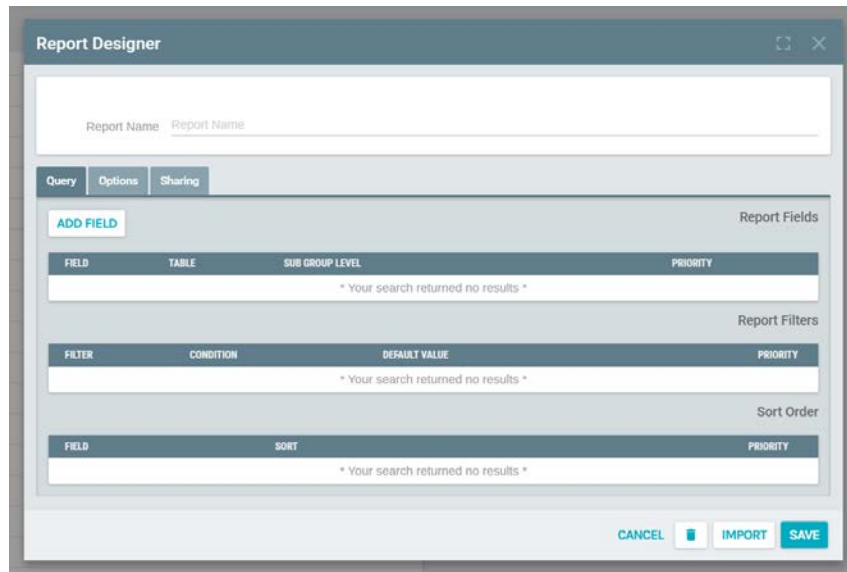 Report Designer
Report Name Report Name
Query Options Sharing
ADD FIELD Report Fields
FIELD TABLE SUB GROUP LEVEL PRIORITY
* Your search returned no results *
Report Filters
FILTER CONDITION DEFAULT VALUE PRIORITY
* Your search returned no results *
Sort Order
FIELD SORT PRIORITY
* Your search returned no results *
CANCEL IMPORT SAVE